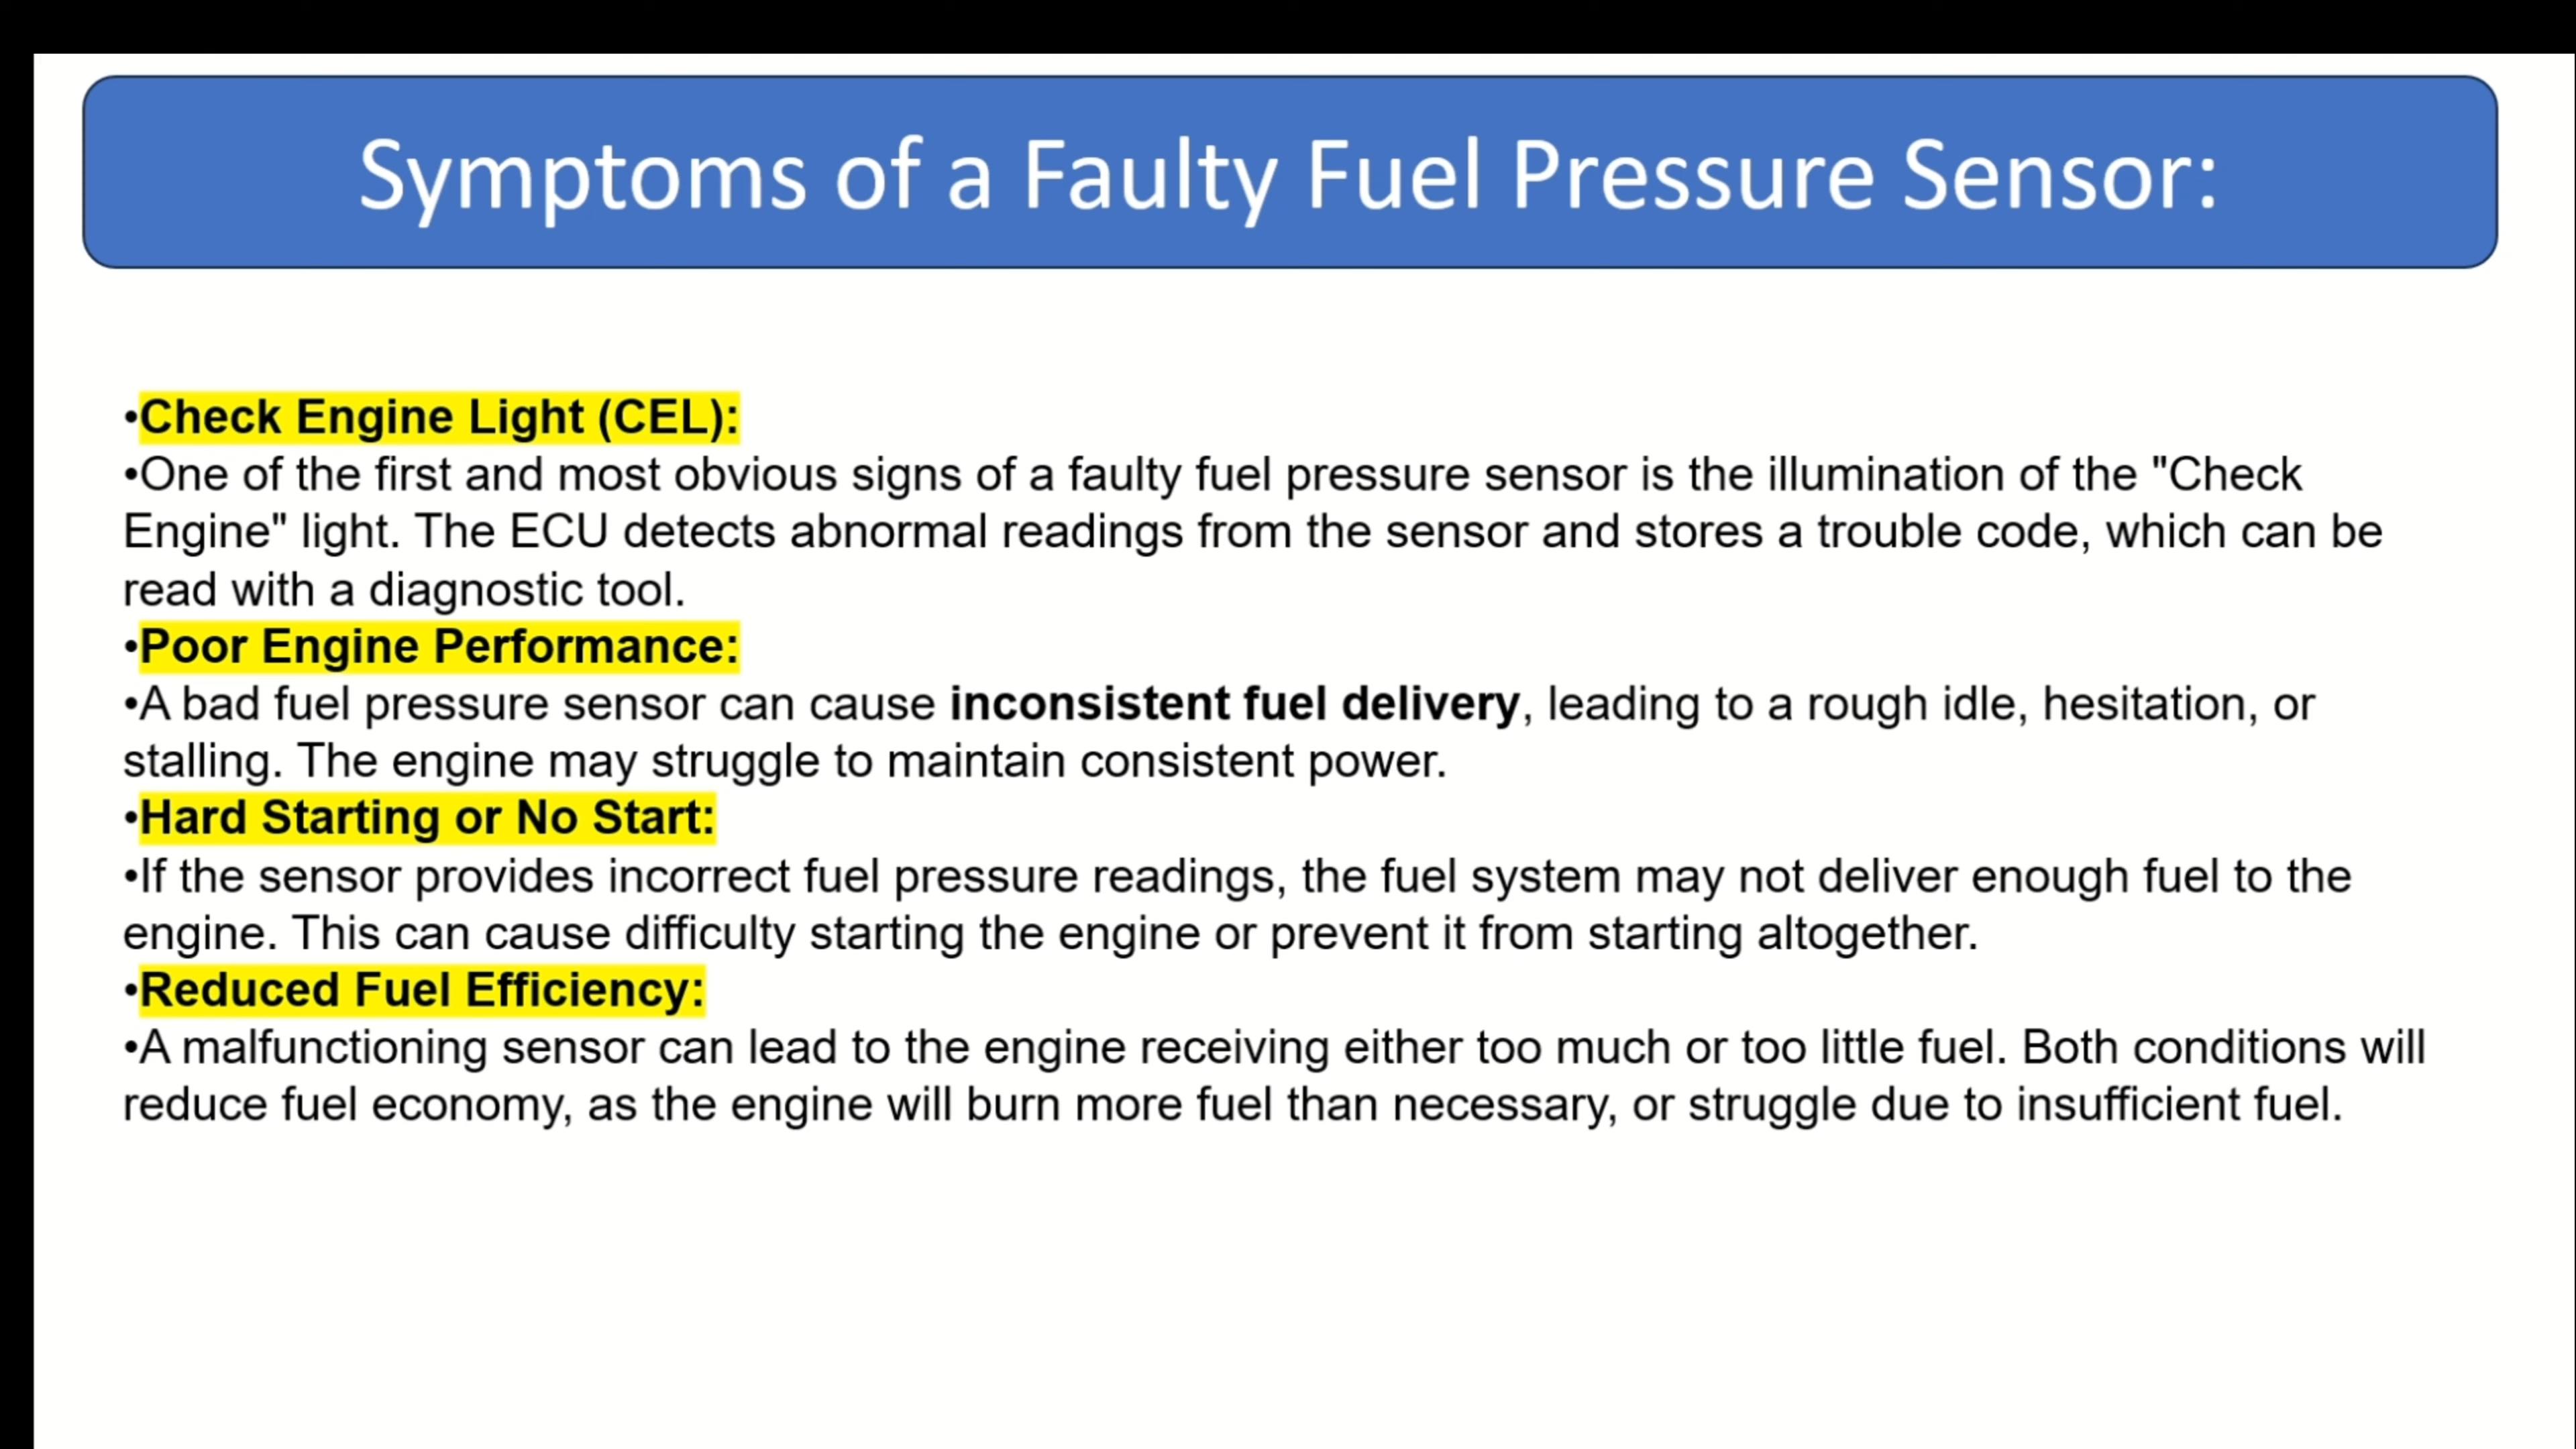 Symptoms of a Faulty Fuel Pressure Sensor:
•Check Engine Light (CEL):
•One of the first and most obvious signs of a faulty fuel pressure sensor is the illumination of the "Check
Engine" light. The ECU detects abnormal readings from the sensor and stores a trouble code, which can be
read with a diagnostic tool.
•Poor Engine Performance:
•A bad fuel pressure sensor can cause inconsistent fuel delivery, leading to a rough idle, hesitation, or
stalling. The engine may struggle to maintain consistent power.
•Hard Starting or No Start:
•If the sensor provides incorrect fuel pressure readings, the fuel system may not deliver enough fuel to the
engine. This can cause difficulty starting the engine or prevent it from starting altogether.
•Reduced Fuel Efficiency:
•A malfunctioning sensor can lead to the engine receiving either too much or too little fuel. Both conditions will
reduce fuel economy, as the engine will burn more fuel than necessary, or struggle due to insufficient fuel.